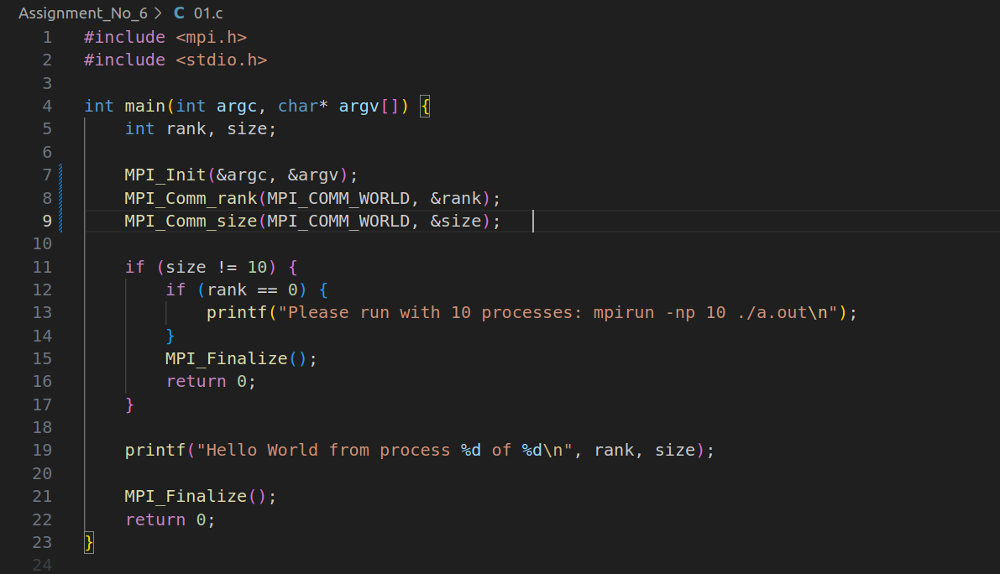 Assignment_No_6 > C 01.c
1 #include <mpi.h>
2 #include <stdio.h>
3
4 int main(int argc, char* argv[]) {
5     int rank, size;
6
7     MPI_Init(&argc, &argv);
8     MPI_Comm_rank(MPI_COMM_WORLD, &rank);
9     MPI_Comm_size(MPI_COMM_WORLD, &size);
10
11     if (size != 10) {
12         if (rank == 0) {
13             printf("Please run with 10 processes: mpirun -np 10 ./a.out\n");
14         }
15         MPI_Finalize();
16         return 0;
17     }
18
19     printf("Hello World from process %d of %d\n", rank, size);
20
21     MPI_Finalize();
22     return 0;
23 }
24